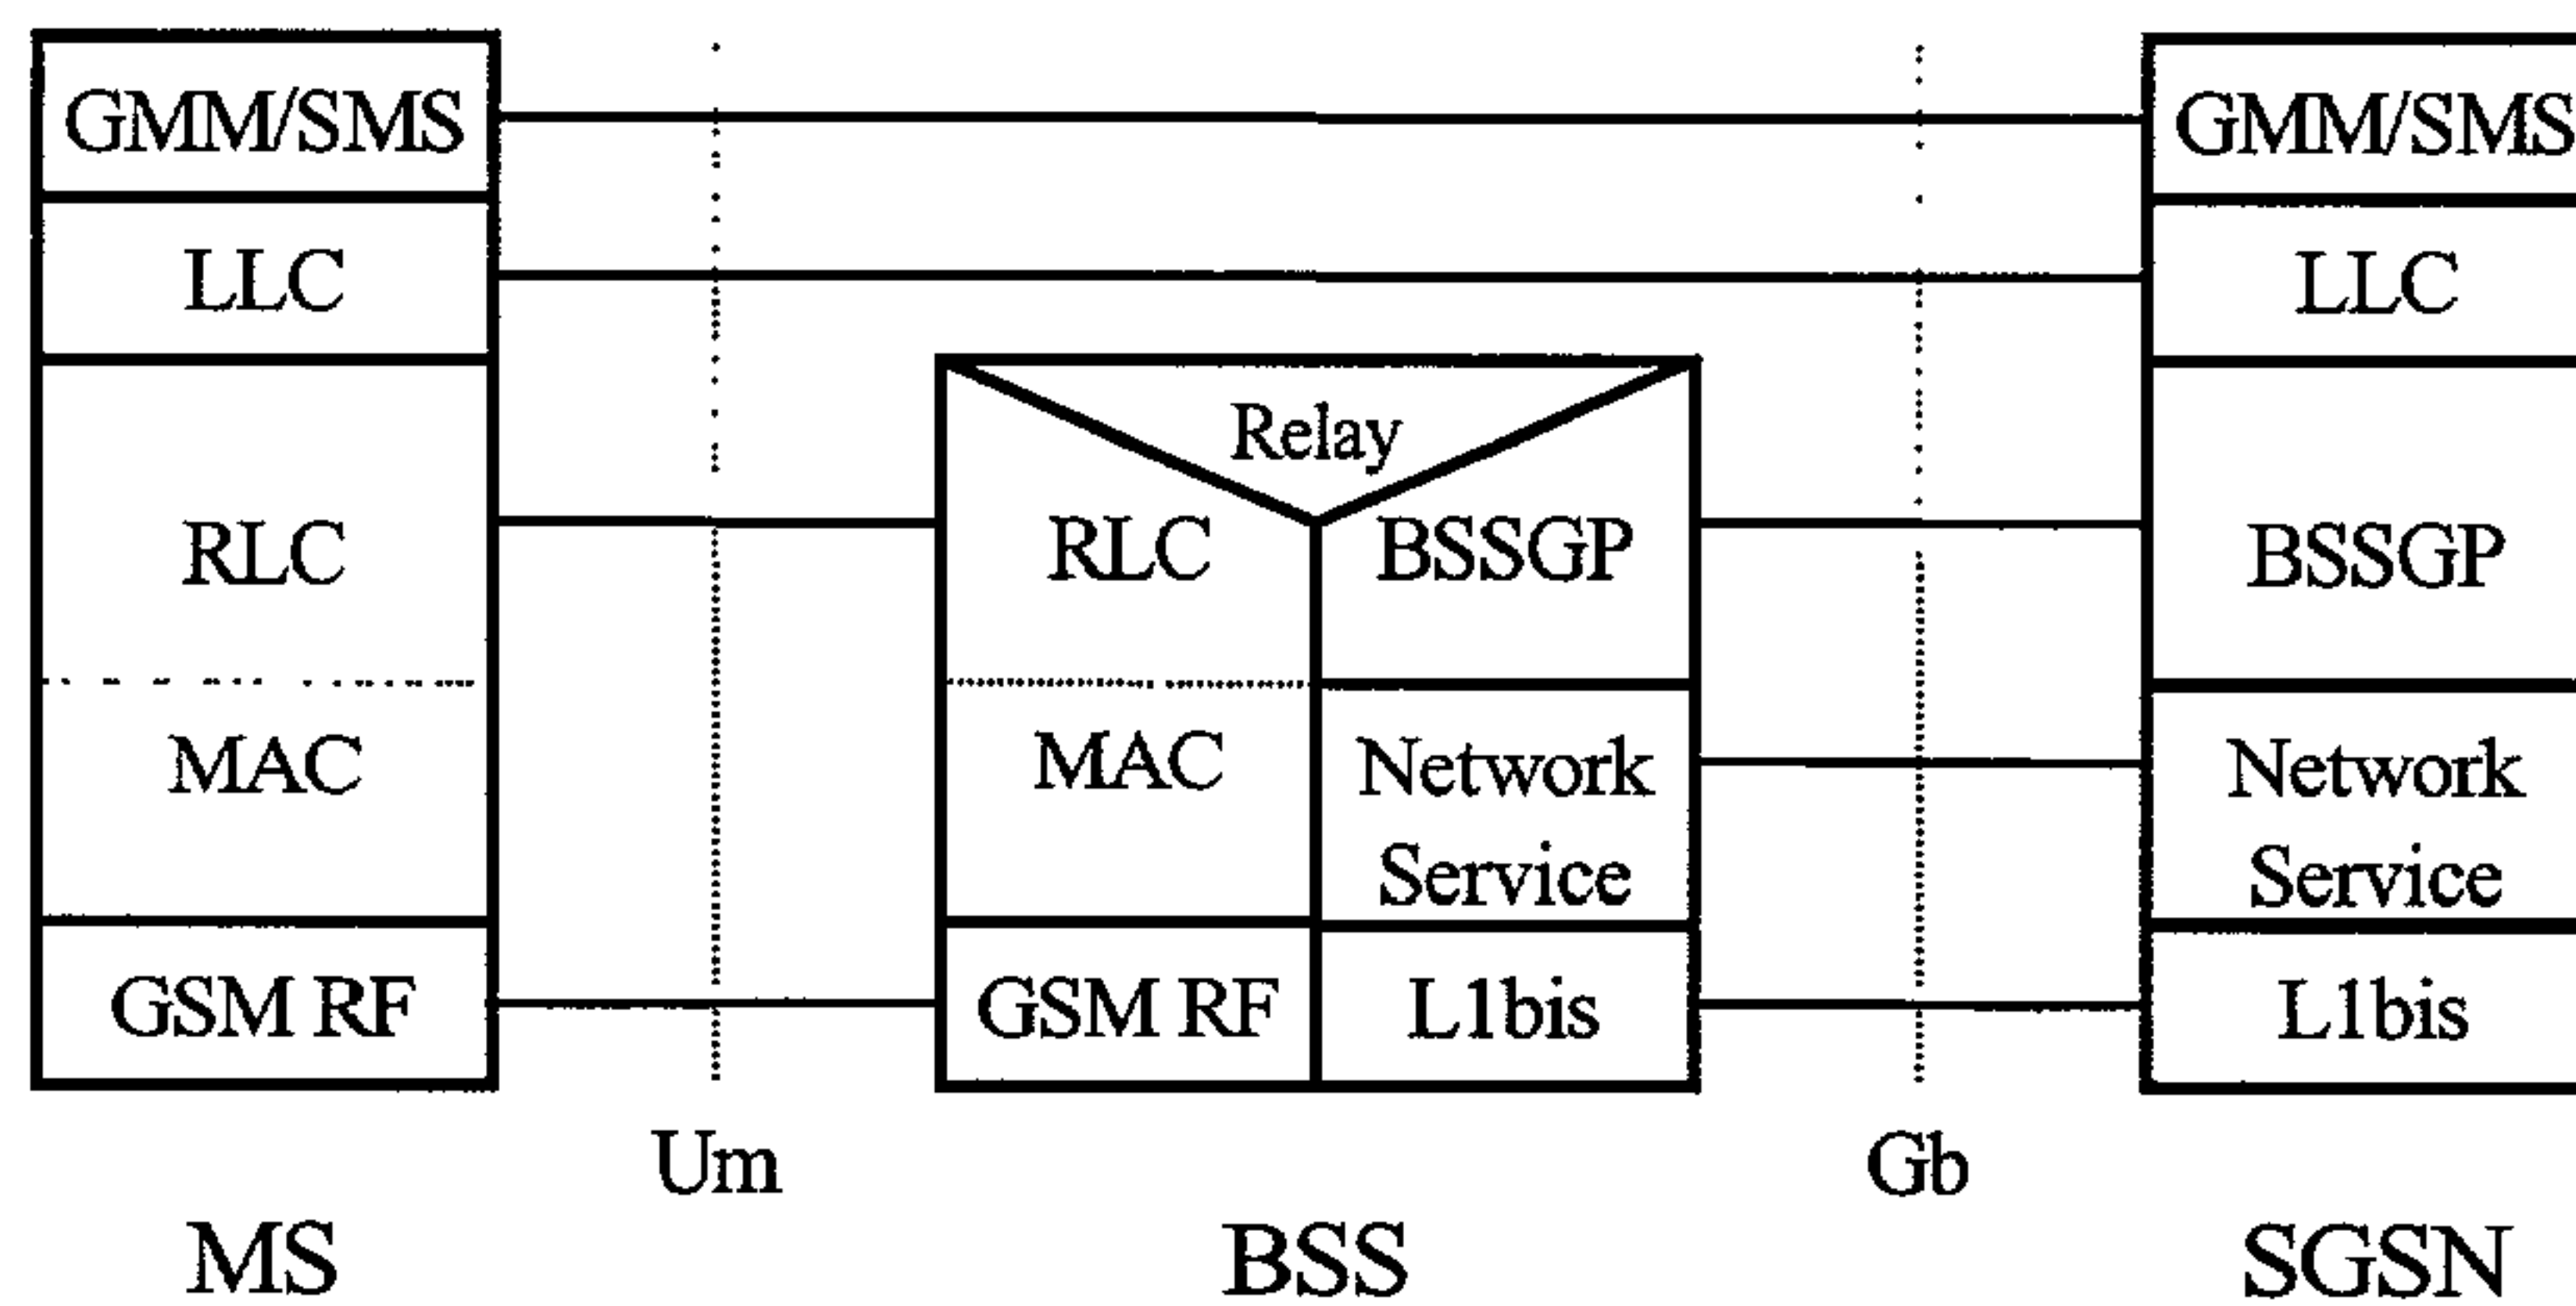 GMM/SMS
GMM/SMS
LLC
LLC
Relay
RLC
RLC
BSSGP
BSSGP
MAC
MAC
Network
Service
Network
Service
GSM RF
GSM RF
L1bis
L1bis
Um
Gb
MS
BSS
SGSN